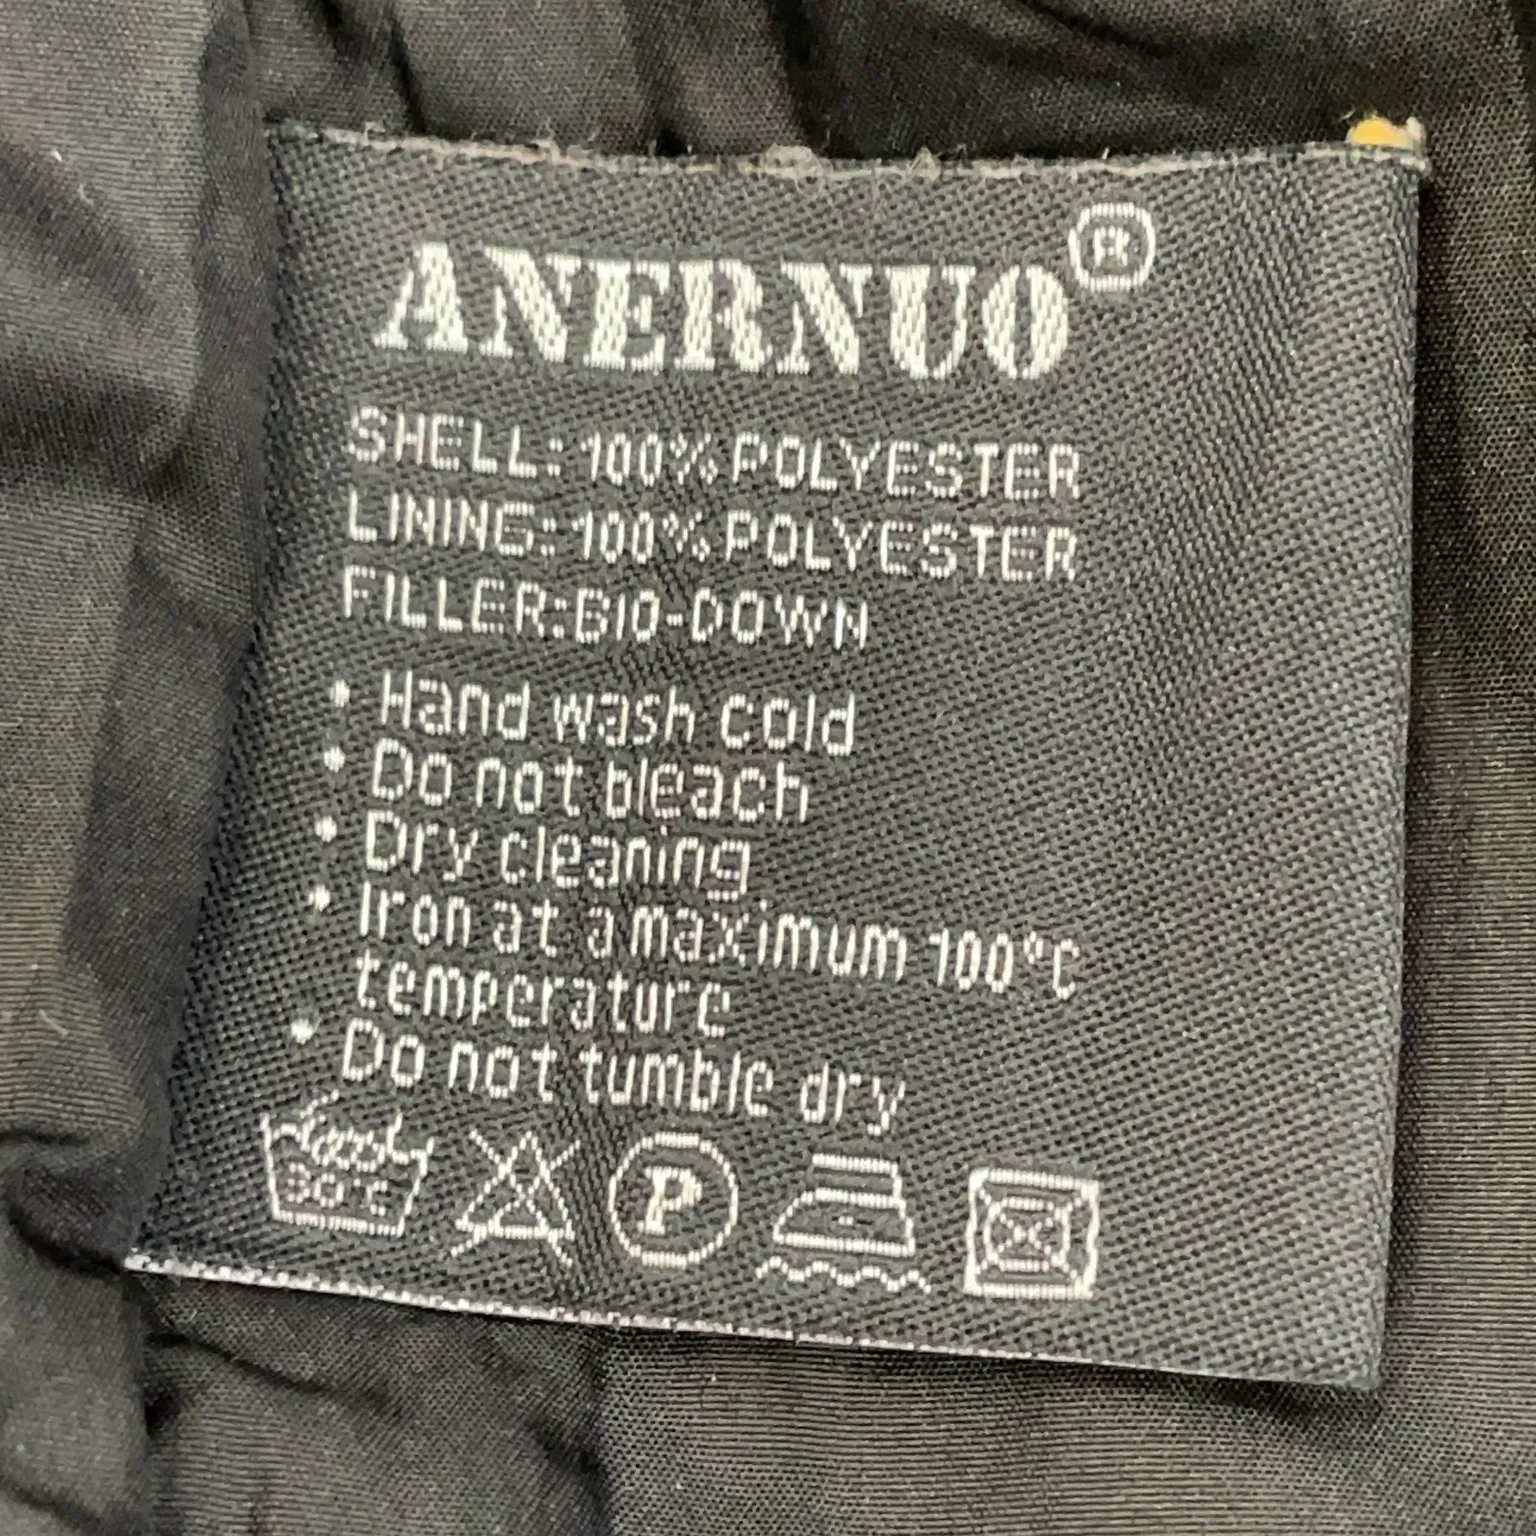 ANERNUO®
SHELL: 100% POLYESTER
LINING: 100% POLYESTER
FILLER:BIO-DOWN
• Hand wash cold
• Do not bleach
• Dry cleaning
• Iron at a maximum 100°C
temperature
• Do not tumble dry
30°C
P